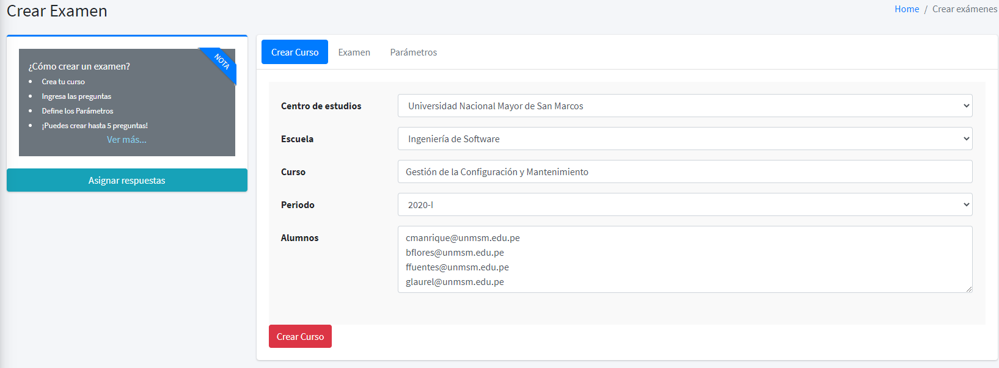 Crear Examen
Home / Crear exámenes
NOTA
¿Cómo crear un examen?
Crea tu curso
Ingresa las preguntas
Define los Parámetros
¡Puedes crear hasta 5 preguntas!
Ver más...
Asignar respuestas
Crear Curso Examen Parámetros
Centro de estudios Universidad Nacional Mayor de San Marcos
Escuela Ingeniería de Software
Curso Gestión de la Configuración y Mantenimiento
Periodo 2020-I
Alumnos cmanrique@unmsm.edu.pe
bflores@unmsm.edu.pe
ffuentes@unmsm.edu.pe
glaurel@unmsm.edu.pe
Crear Curso